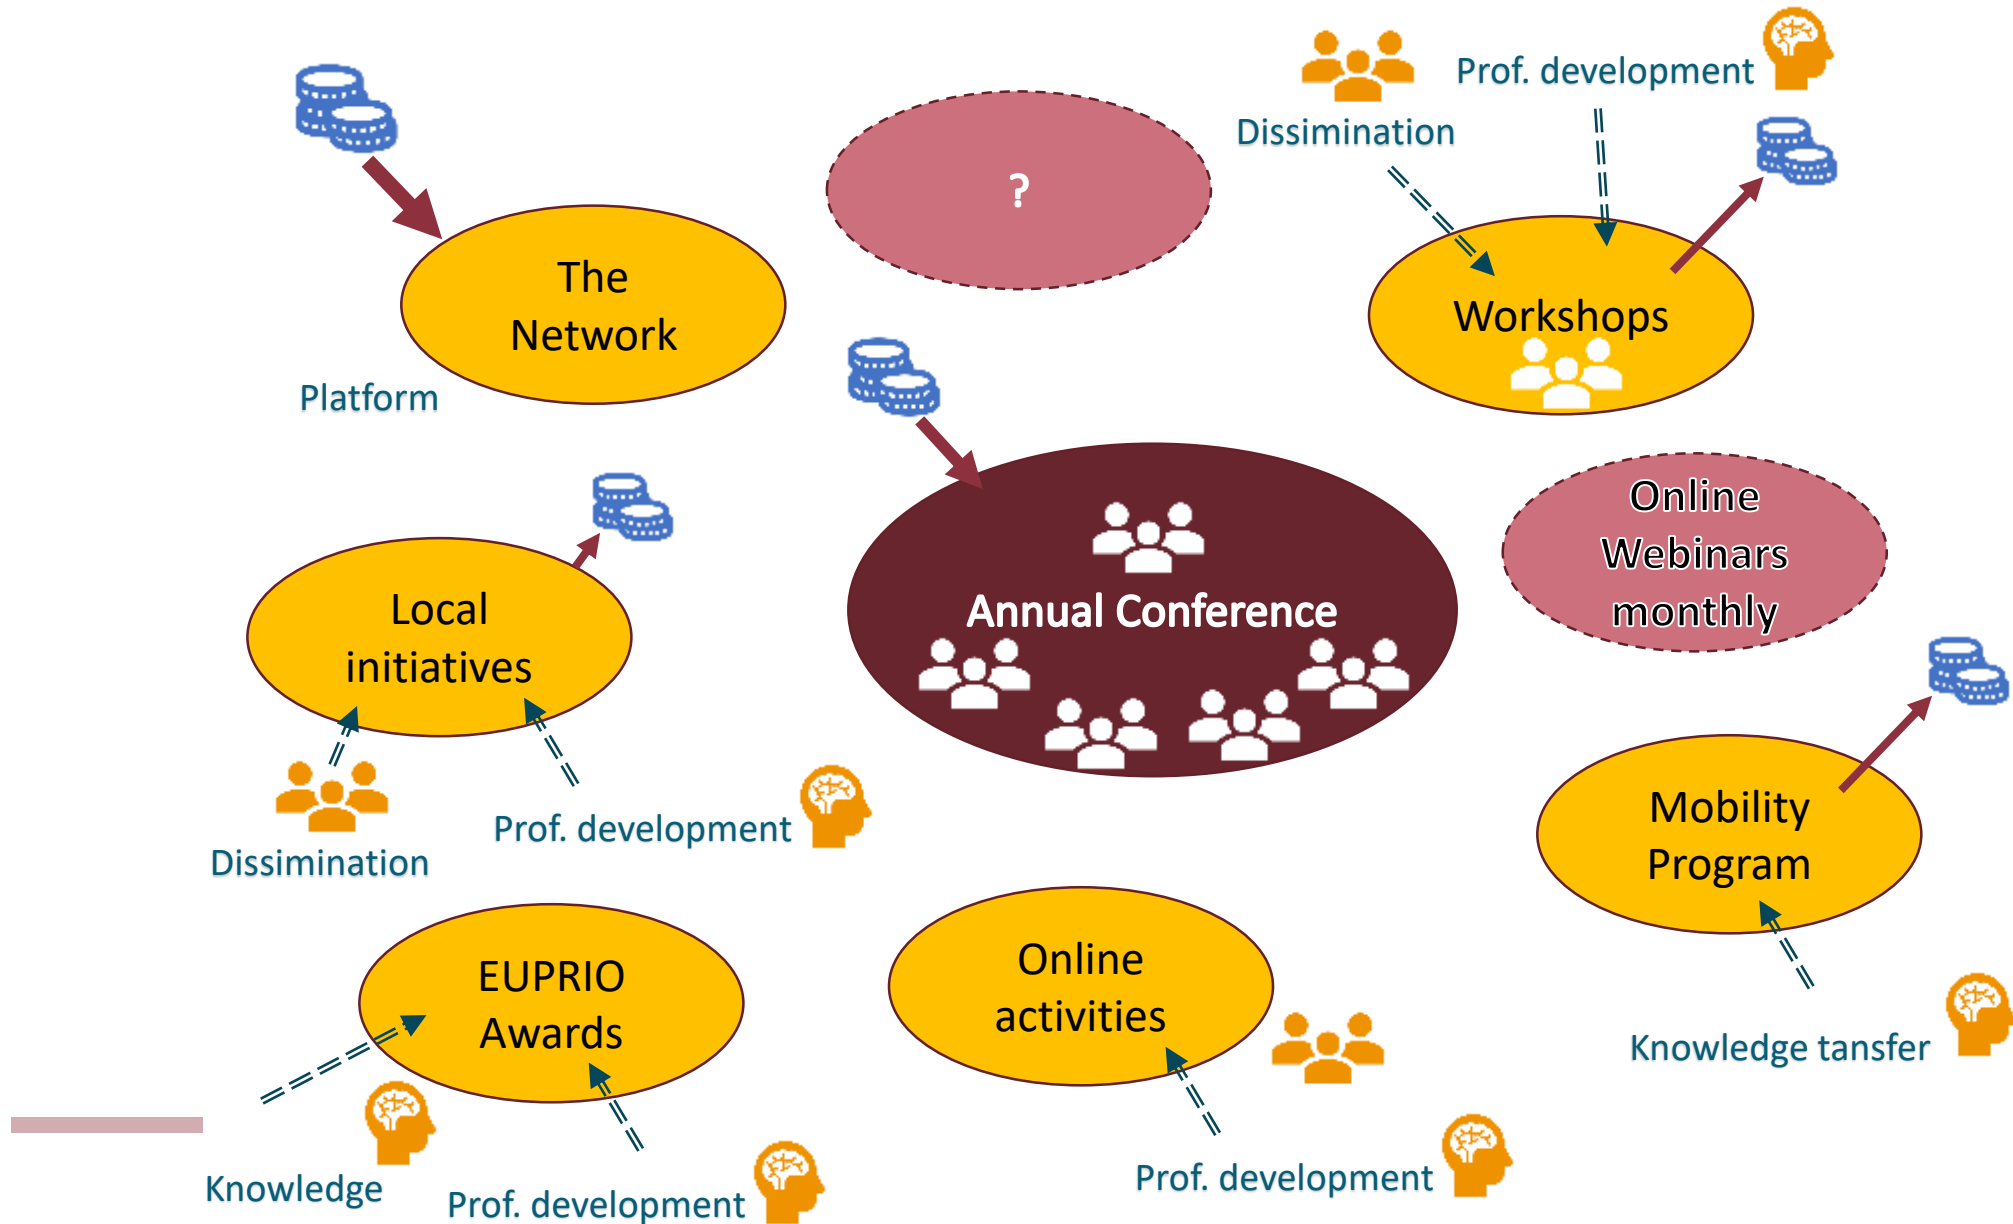 Prof. development
Dissimination
?
The
Network
Workshops
Platform
Online
Webinars
monthly
Local
initiatives
Annual Conference
Mobility
Program
Prof. development
Dissimination
EUPRIO
Awards
Online
activities
Knowledge tansfer
Knowledge
Prof. development
Prof. development